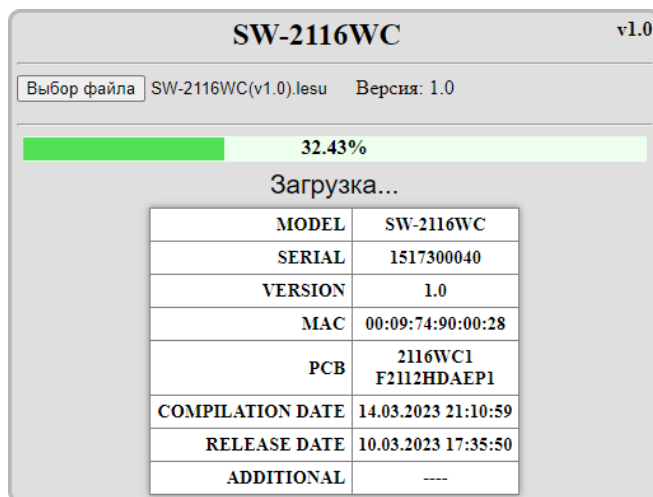 SW-2116WC v1.0
Выбор файла SW-2116WC(v1.0).lesu Версия: 1.0
32.43%
Загрузка...
MODEL SW-2116WC
SERIAL 1517300040
VERSION 1.0
MAC 00:09:74:90:00:28
PCB 2116WC1
F2112HDAEP1
COMPILATION DATE 14.03.2023 21:10:59
RELEASE DATE 10.03.2023 17:35:50
ADDITIONAL ----